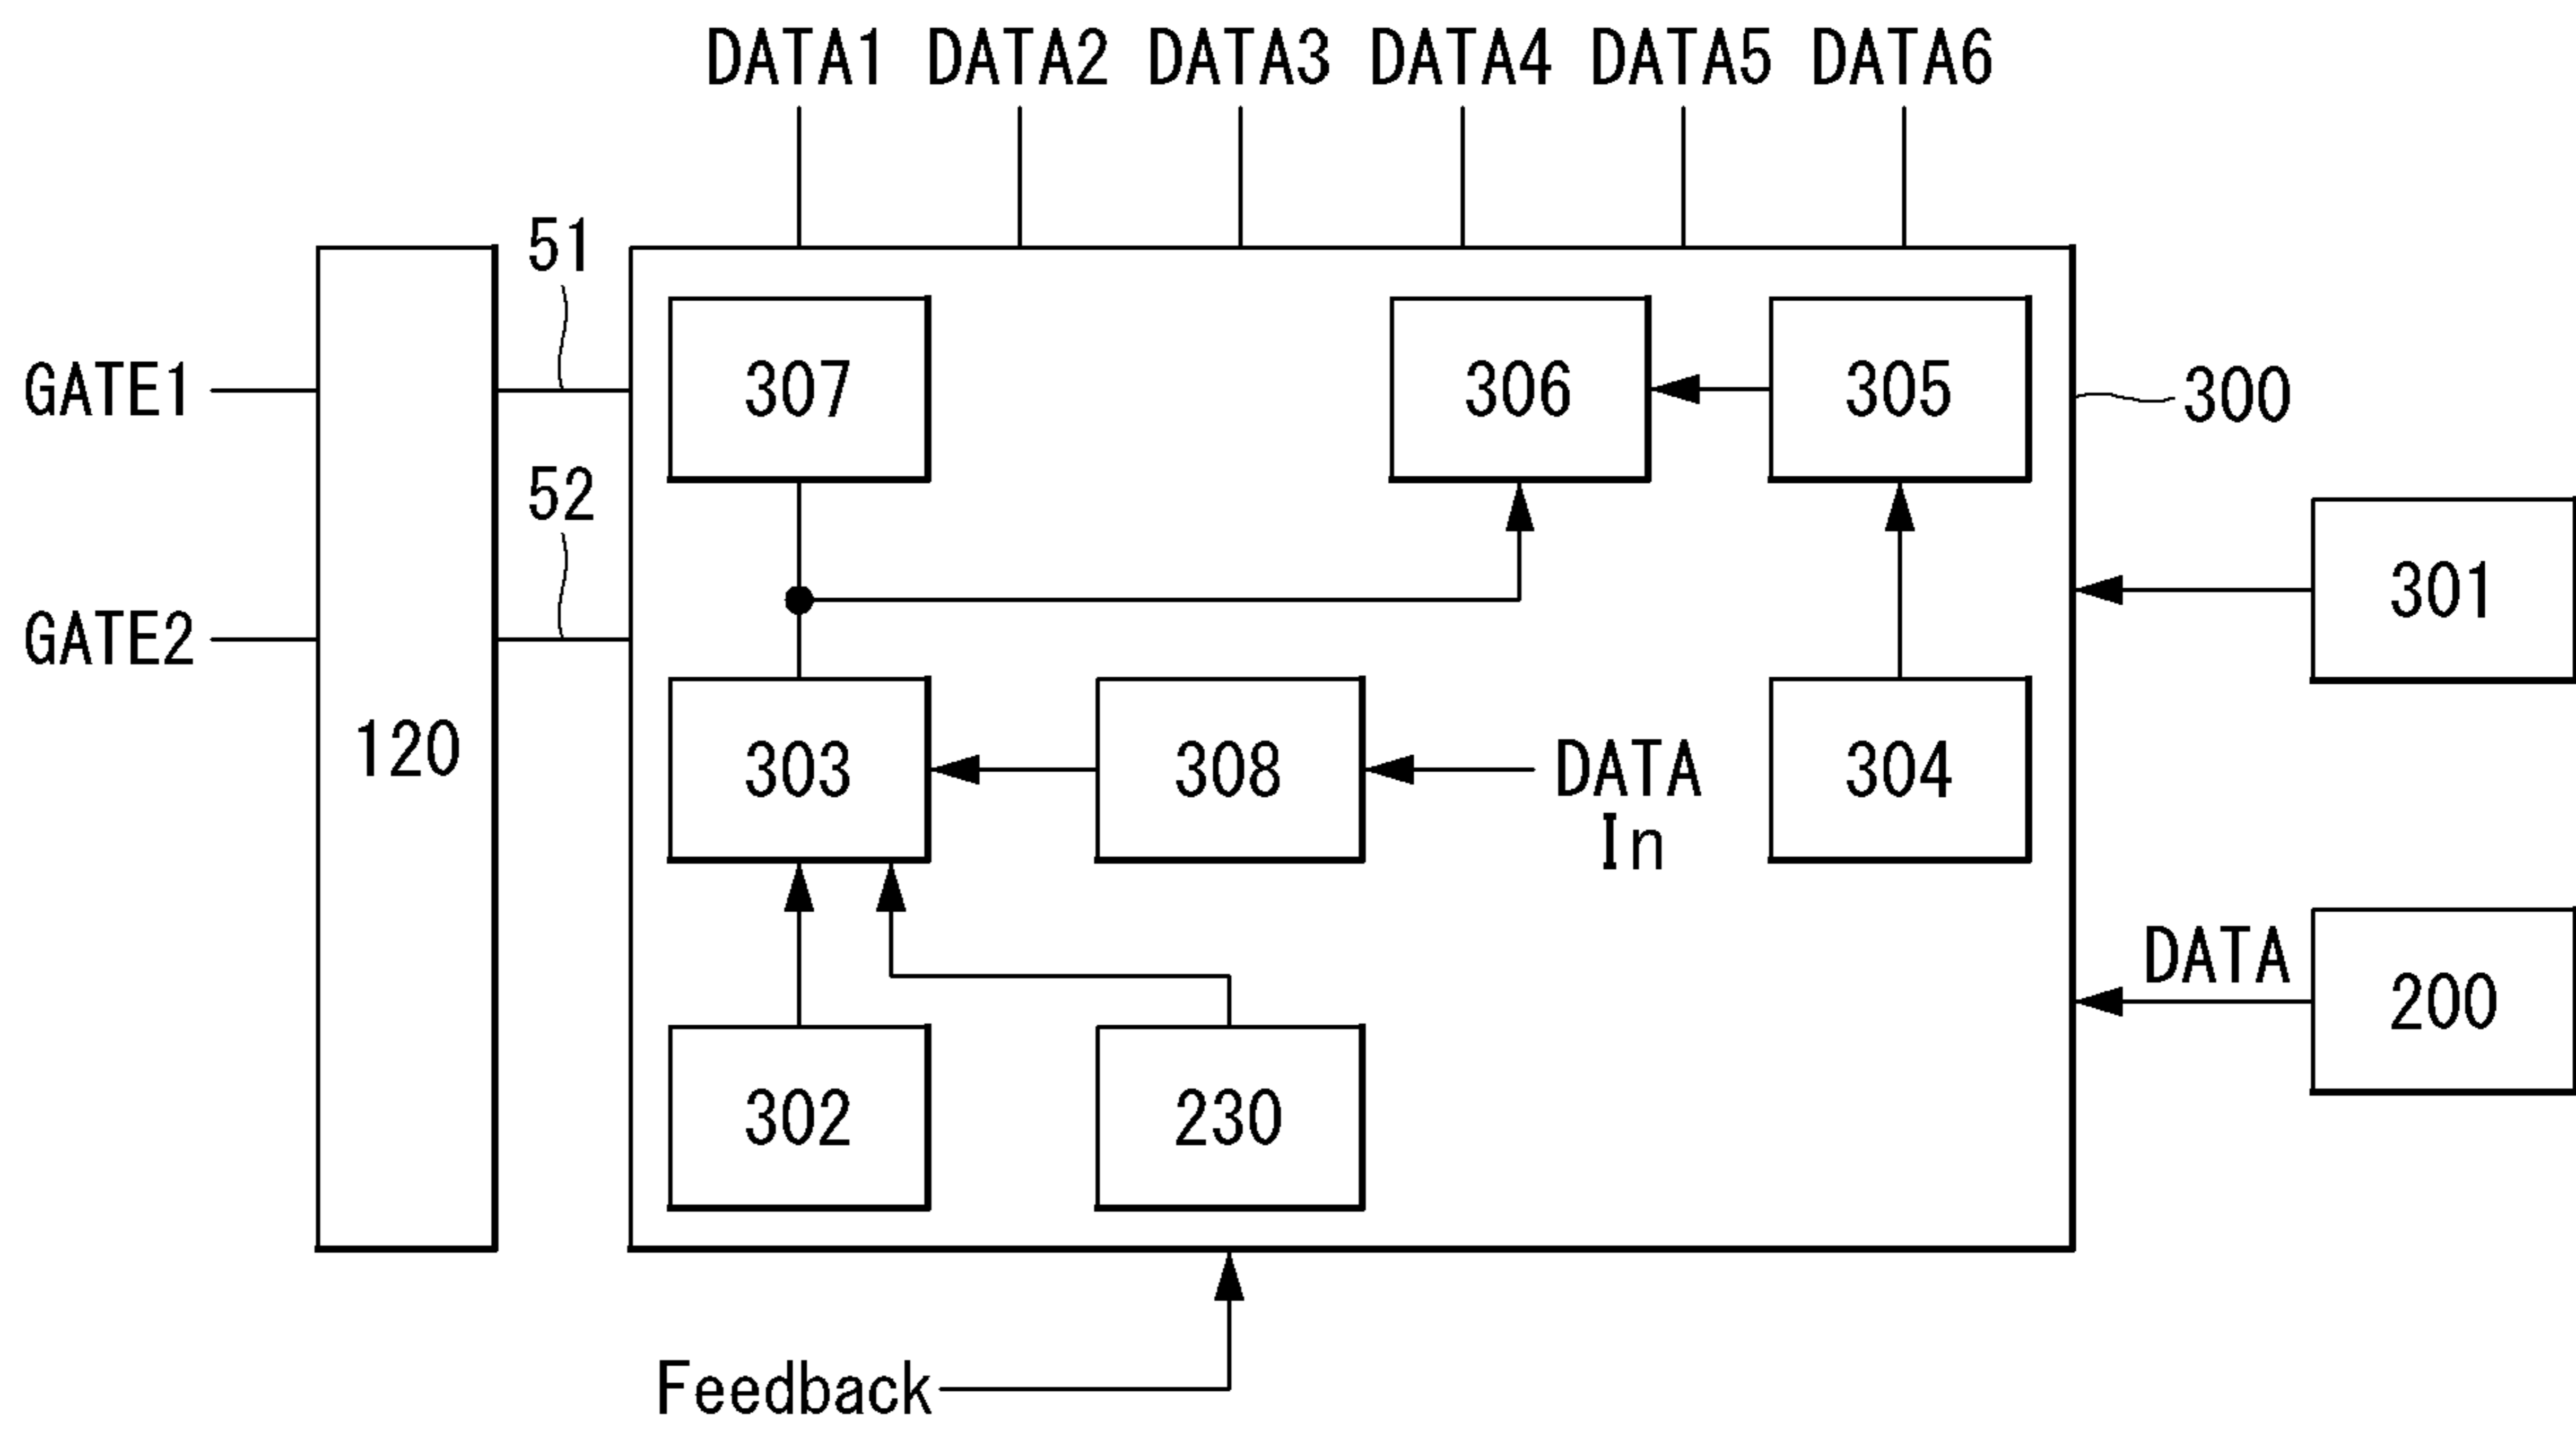 DATA1 DATA2 DATA3 DATA4 DATA5 DATA6
51
GATE1
307
306
305
300
52
301
GATE2
120
303
308
DATA
In
304
DATA
200
302
230
Feedback